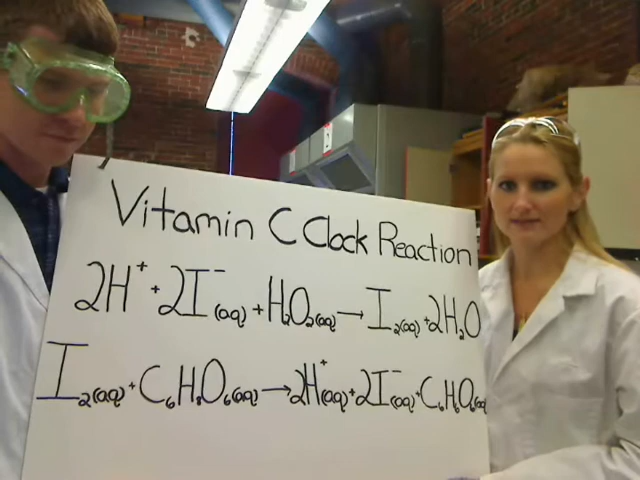 Vitamin C Clock Reaction
2H⁺ + 2I⁻(aq) + H₂O₂(aq) → I₂(aq) + 2H₂O
I₂(aq) + C₆H₈O₆(aq) → 2H⁺(aq) + 2I⁻(aq) + C₆H₆O₆(aq)